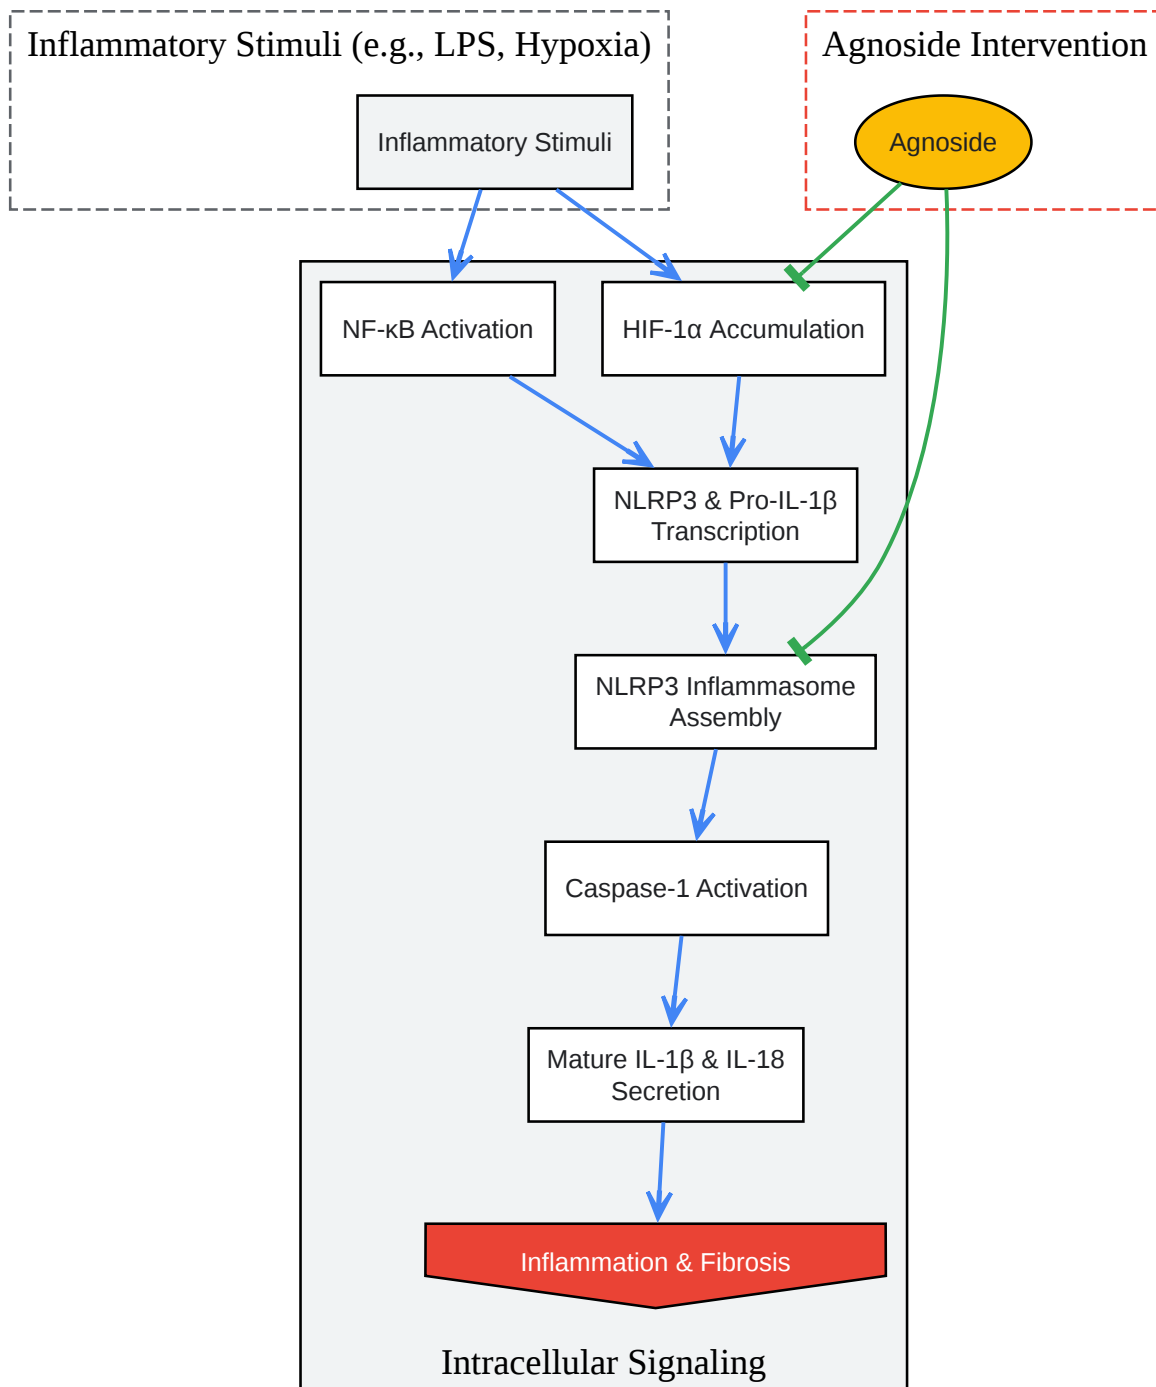 Inflammatory Stimuli (e.g., LPS, Hypoxia)
Agnoside Intervention
Inflammatory Stimuli
Agnoside
NF-κB Activation
HIF-1α Accumulation
NLRP3 & Pro-IL-1β
Transcription
NLRP3 Inflammasome
Assembly
Caspase-1 Activation
Mature IL-1β & IL-18
Secretion
Inflammation & Fibrosis
Intracellular Signaling